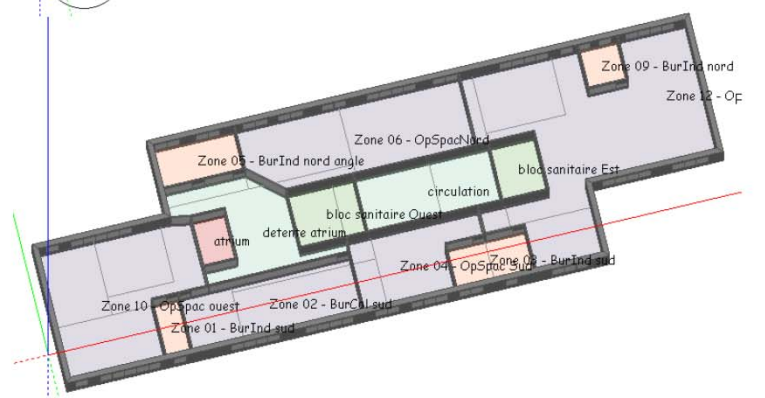 Zone 09 - BurInd nord
Zone 12 - Op
Zone 06 - OpSpacNord
Zone 05 - BurInd nord angle
bloc sanitaire Est
circulation
bloc sanitaire Ouest
detente atrium
atrium
Zone 04 - OpSpac Sud
Zone 03 - BurInd sud
Zone 10 - OpSpac ouest
Zone 02 - BurCol sud
Zone 01 - BurInd sud